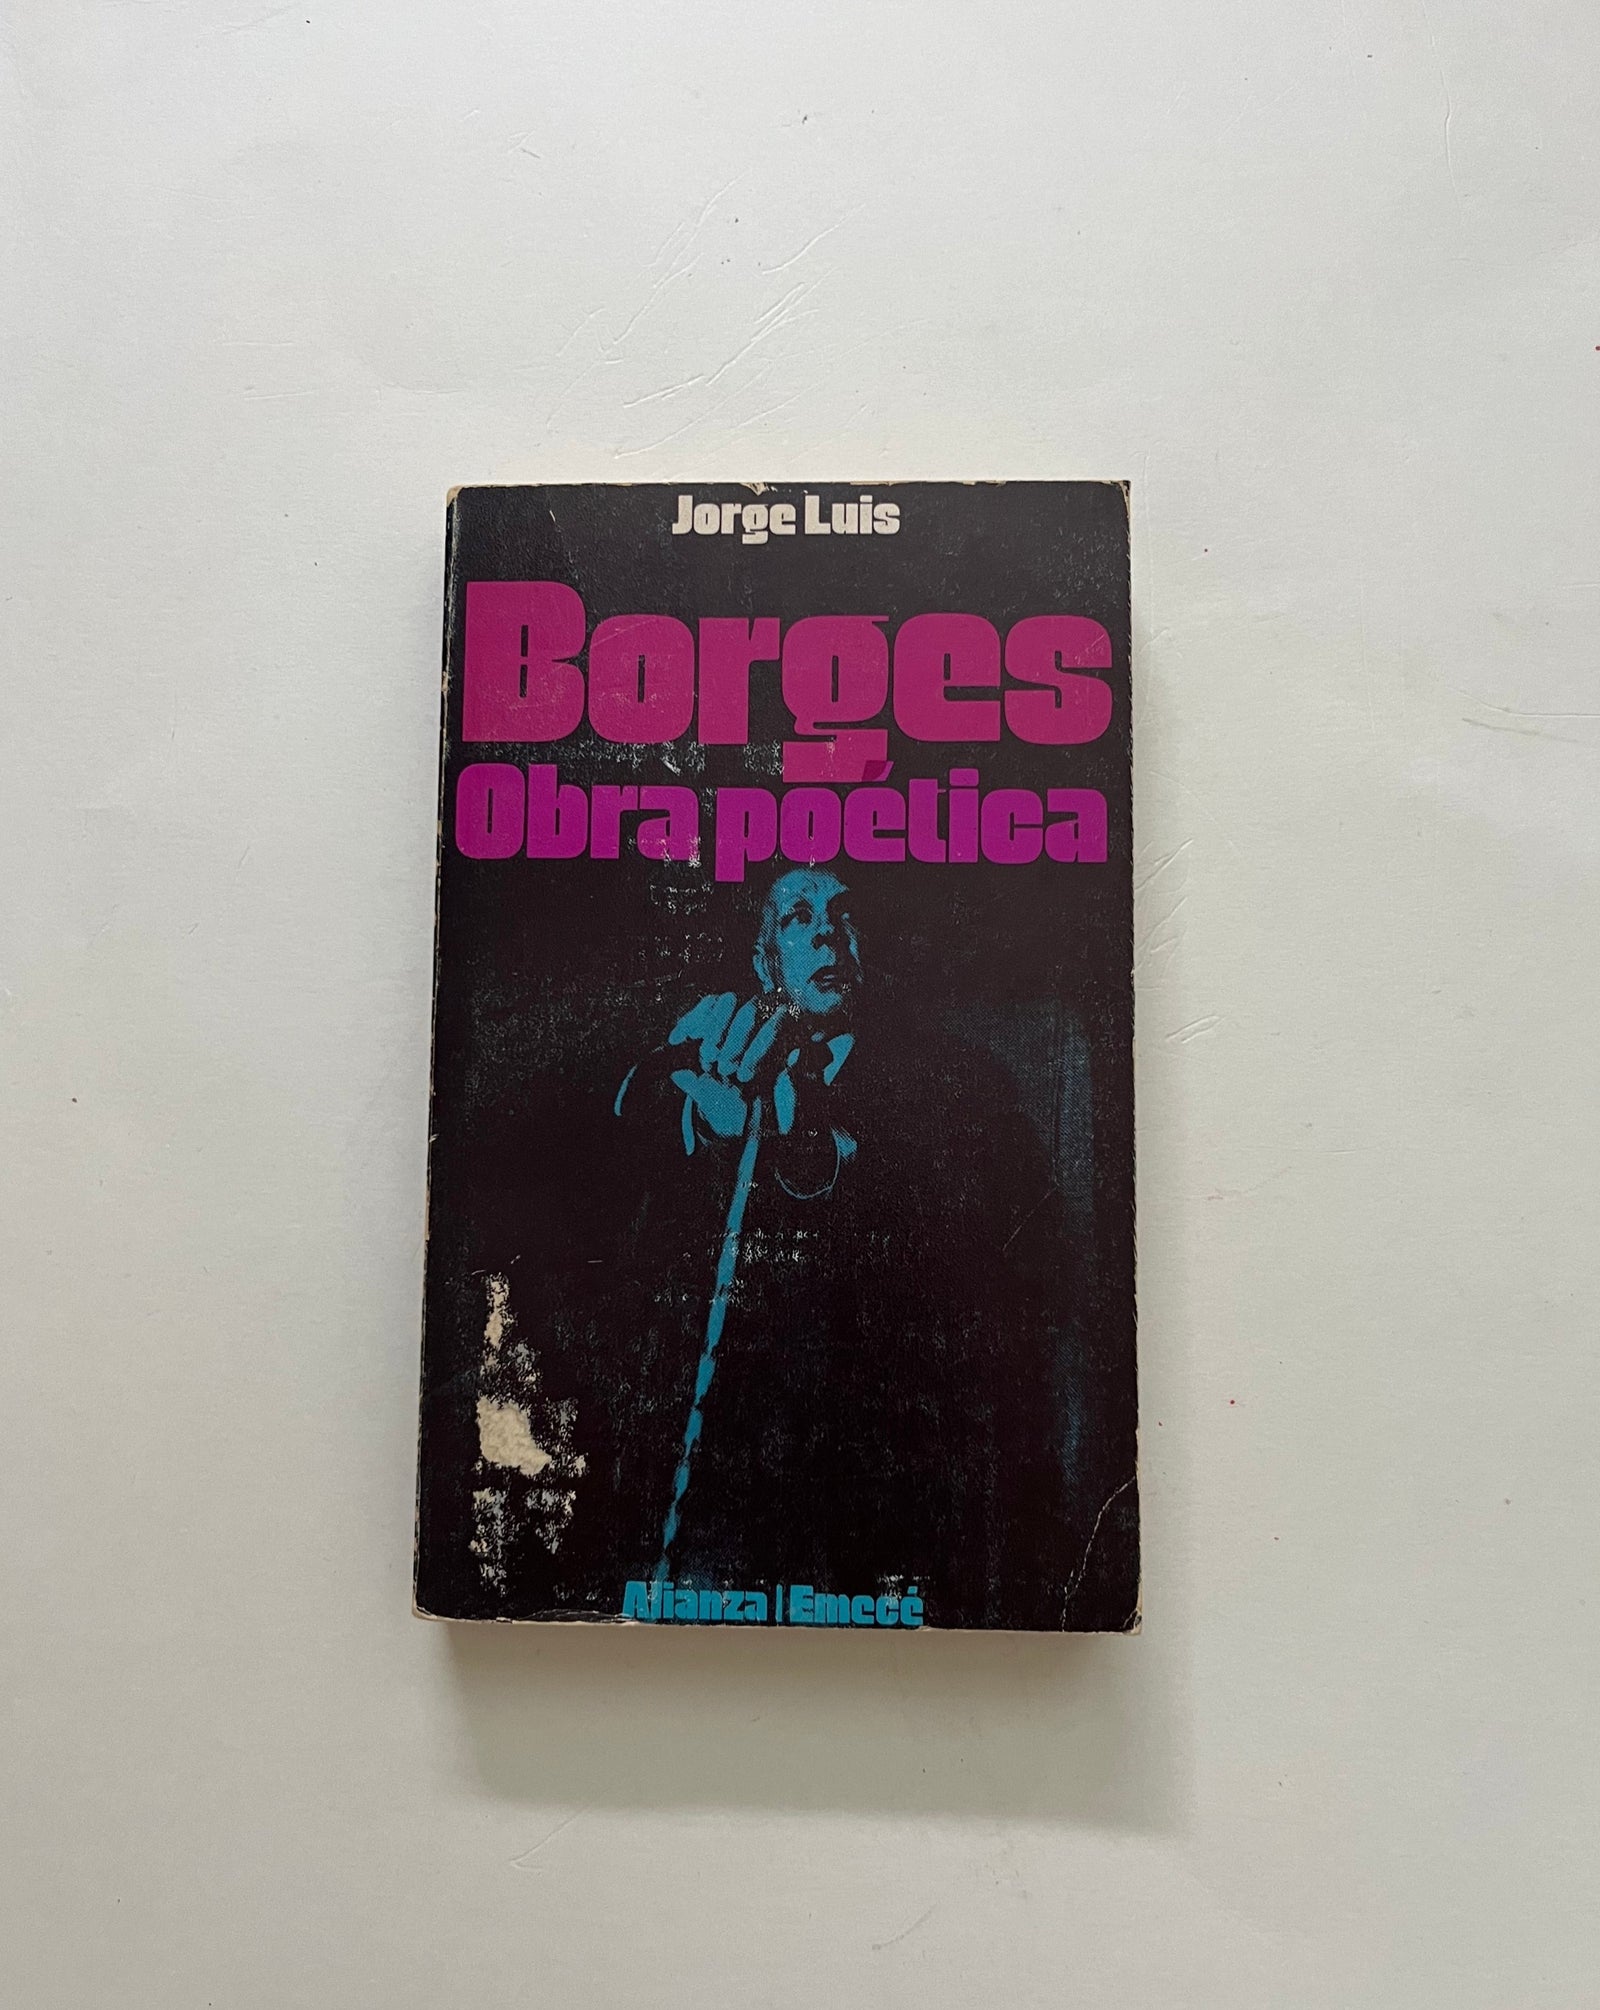 Jorge Luis
Borges
Obra poética
Alianza | Emecé